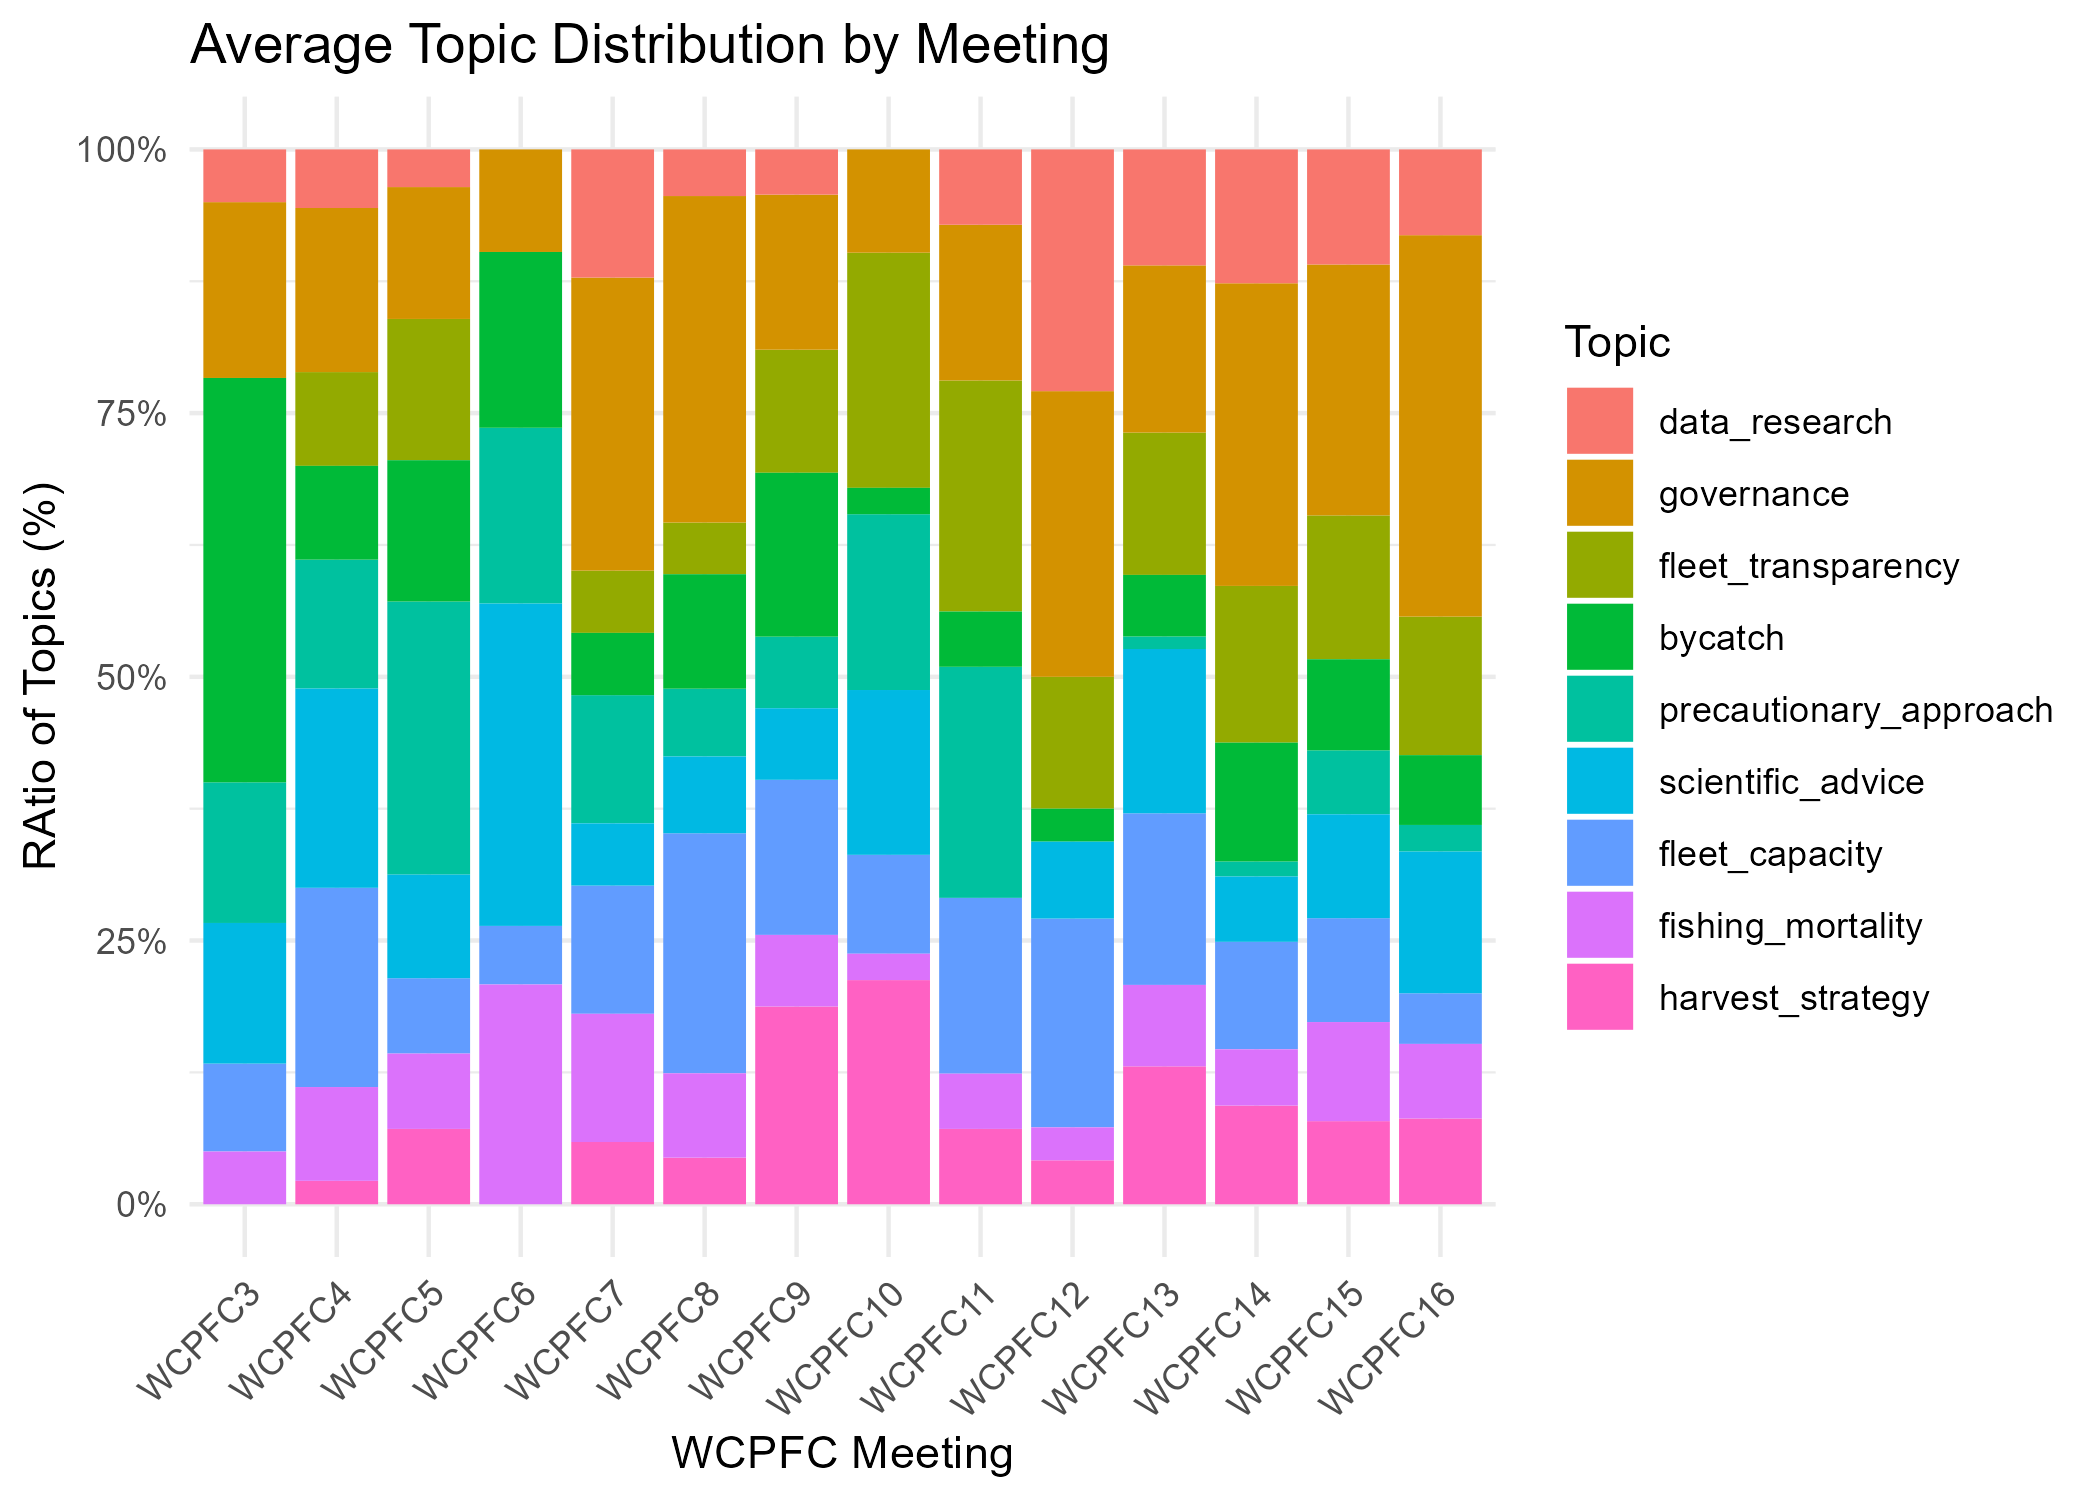 Average Topic Distribution by Meeting
100%
75%
50%
25%
0%
RAtio of Topics (%)
WCPFC3
WCPFC4
WCPFC5
WCPFC6
WCPFC7
WCPFC8
WCPFC9
WCPFC10
WCPFC11
WCPFC12
WCPFC13
WCPFC14
WCPFC15
WCPFC16
WCPFC Meeting
Topic
data_research
governance
fleet_transparency
bycatch
precautionary_approach
scientific_advice
fleet_capacity
fishing_mortality
harvest_strategy